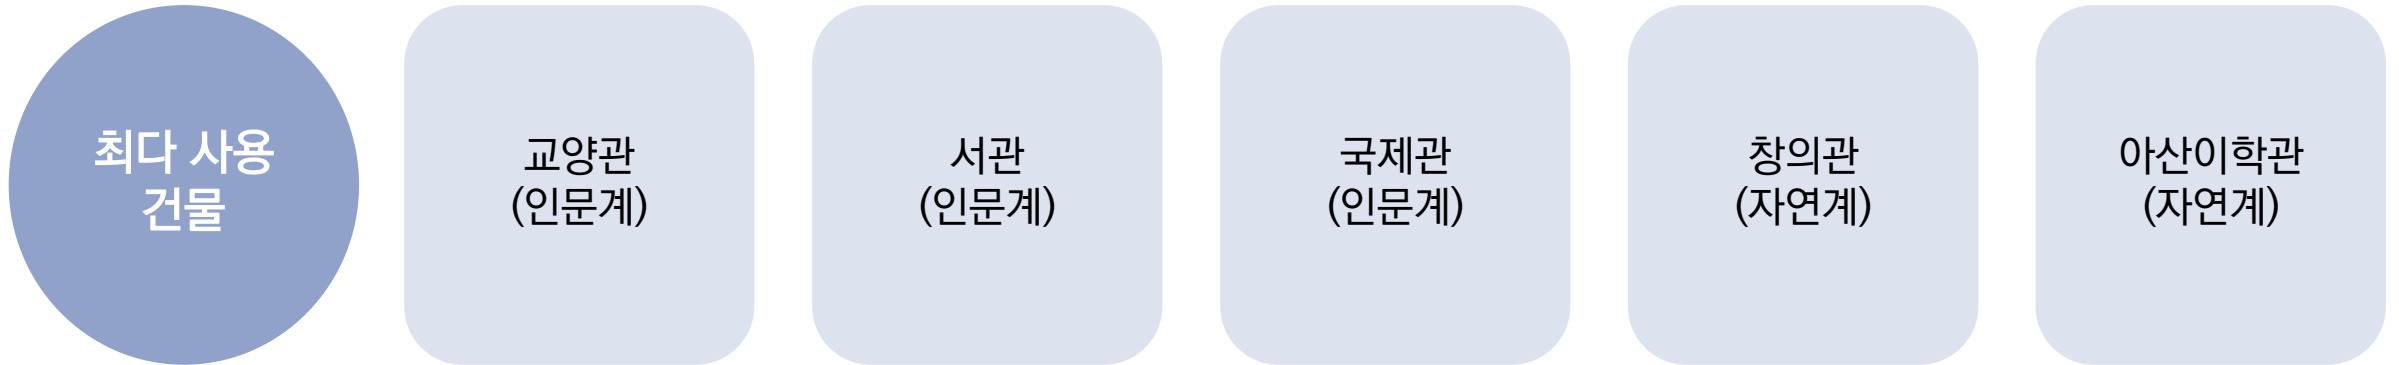 최다 사용
건물
교양관
(인문계)
서관
(인문계)
국제관
(인문계)
창의관
(자연계)
아산이학관
(자연계)